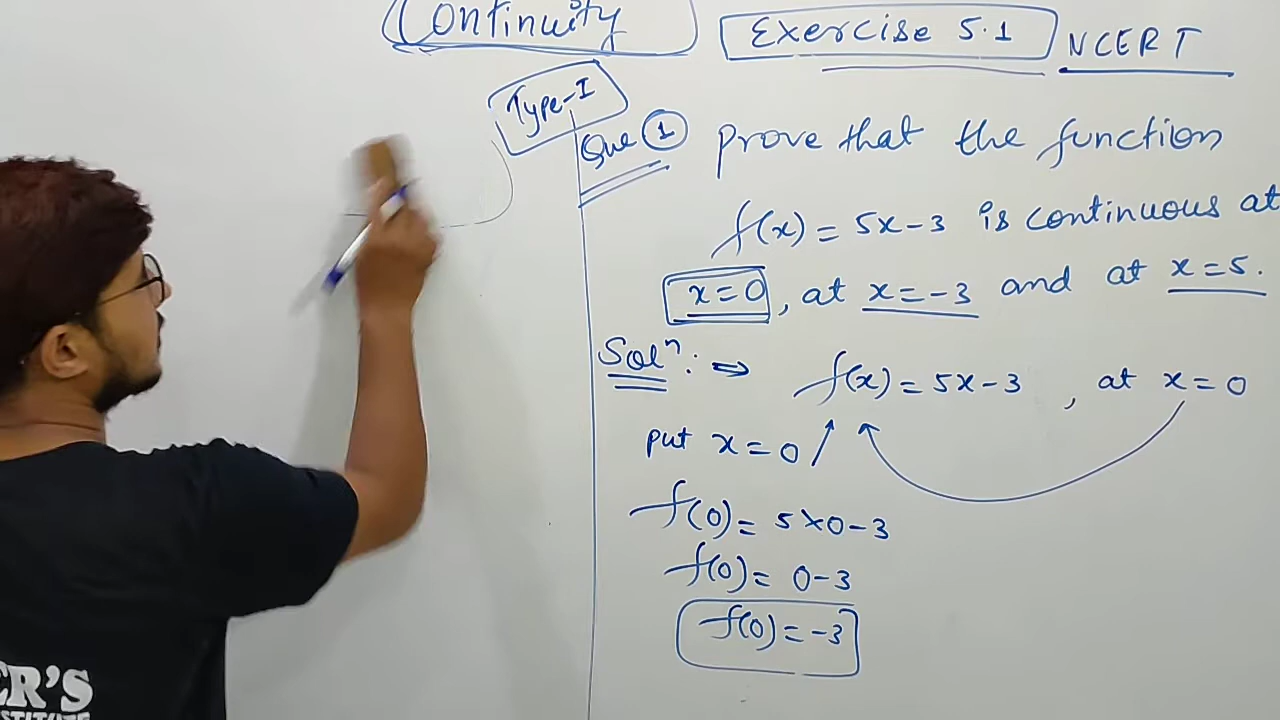 Continuity
Exercise 5.1 NCERT
Type-I
Que 1 prove that the function
f(x) = 5x-3 is continuous at
x=0, at x=-3 and at x=5.
Solⁿ: ⇒ f(x) = 5x-3, at x=0
put x=0
f(0) = 5×0-3
f(0) = 0-3
f(0) = -3
ER'S